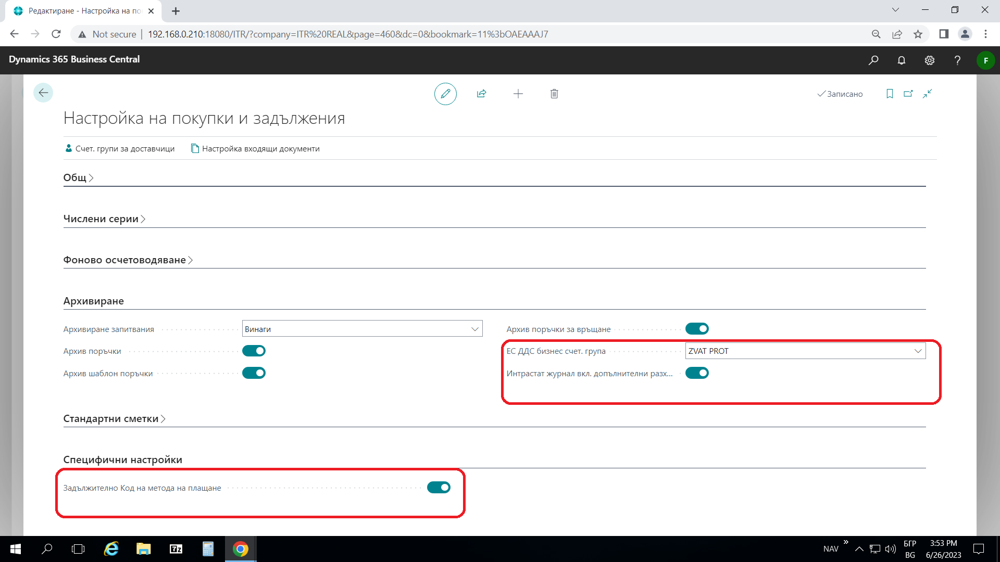 Редактиране - Настройка на по
Not secure
192.168.0.210:18080/ITR/?company=ITR%20REAL&page=460&dc=0&bookmark=11%3bOAEAAAJ7
Dynamics 365 Business Central
F
Записано
Настройка на покупки и задължения
Счет. групи за доставчици
Настройка входящи документи
Общ
Числени серии
Фоново осчетоводяване
Архивиране
Архивиране запитвания
Винаги
Архив поръчки за връщане
Архив поръчки
ЕС ДДС бизнес счет. група
ZVAT PROT
Архив шаблон поръчки
Интрастат журнал вкл. допълнителни разх...
Стандартни сметки
Специфични настройки
Задължително Код на метода на плащане
7z
NAV
БГР
BG
3:53 PM
6/26/2023